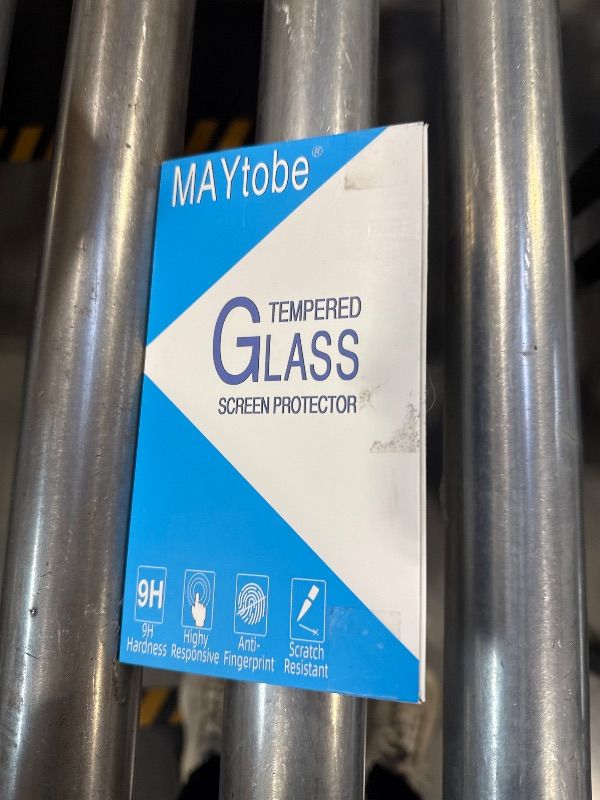 MAYtobe®
TEMPERED
GLASS
SCREEN PROTECTOR
9H
9H
Hardness
Highy
Responsive
Anti-
Fingerprint
Scratch
Resistant